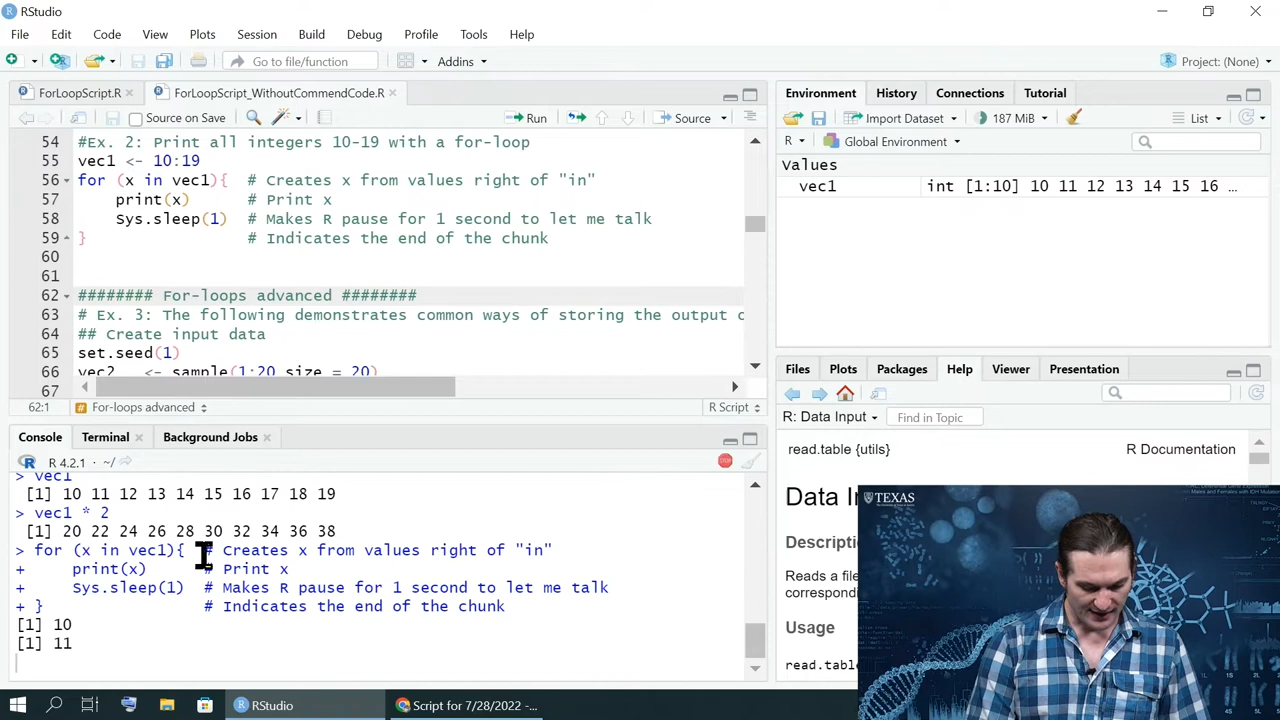 RStudio
File Edit Code View Plots Session Build Debug Profile Tools Help
Go to file/function Addins Project: (None)
ForLoopScript.R ForLoopScript_WithoutCommendCode.R
Source on Save Run Source
54 #Ex. 2: Print all integers 10-19 with a for-loop
55 vec1 <- 10:19
56 for (x in vec1){ # Creates x from values right of "in"
57 print(x) # Print x
58 Sys.sleep(1) # Makes R pause for 1 second to let me talk
59 } # Indicates the end of the chunk
60
61
62 ######## For-loops advanced ########
63 # Ex. 3: The following demonstrates common ways of storing the output o
64 ## Create input data
65 set.seed(1)
66 vec2 <- sample(1:20, size = 20)
67
62:1 # For-loops advanced R Script
Console Terminal Background Jobs
R 4.2.1 · ~/
> vec1
[1] 10 11 12 13 14 15 16 17 18 19
> vec1 * 2
[1] 20 22 24 26 28 30 32 34 36 38
> for (x in vec1){ # Creates x from values right of "in"
+ print(x) # Print x
+ Sys.sleep(1) # Makes R pause for 1 second to let me talk
+ } # Indicates the end of the chunk
[1] 10
[1] 11
Environment History Connections Tutorial
Import Dataset 187 MiB List
R Global Environment
Values
vec1 int [1:10] 10 11 12 13 14 15 16 ...
Files Plots Packages Help Viewer Presentation
R: Data Input Find in Topic
read.table {utils} R Documentation
Data In
Descripti
Reads a file
correspond
Usage
read.table
TEXAS
RStudio
Script for 7/28/2022 -...